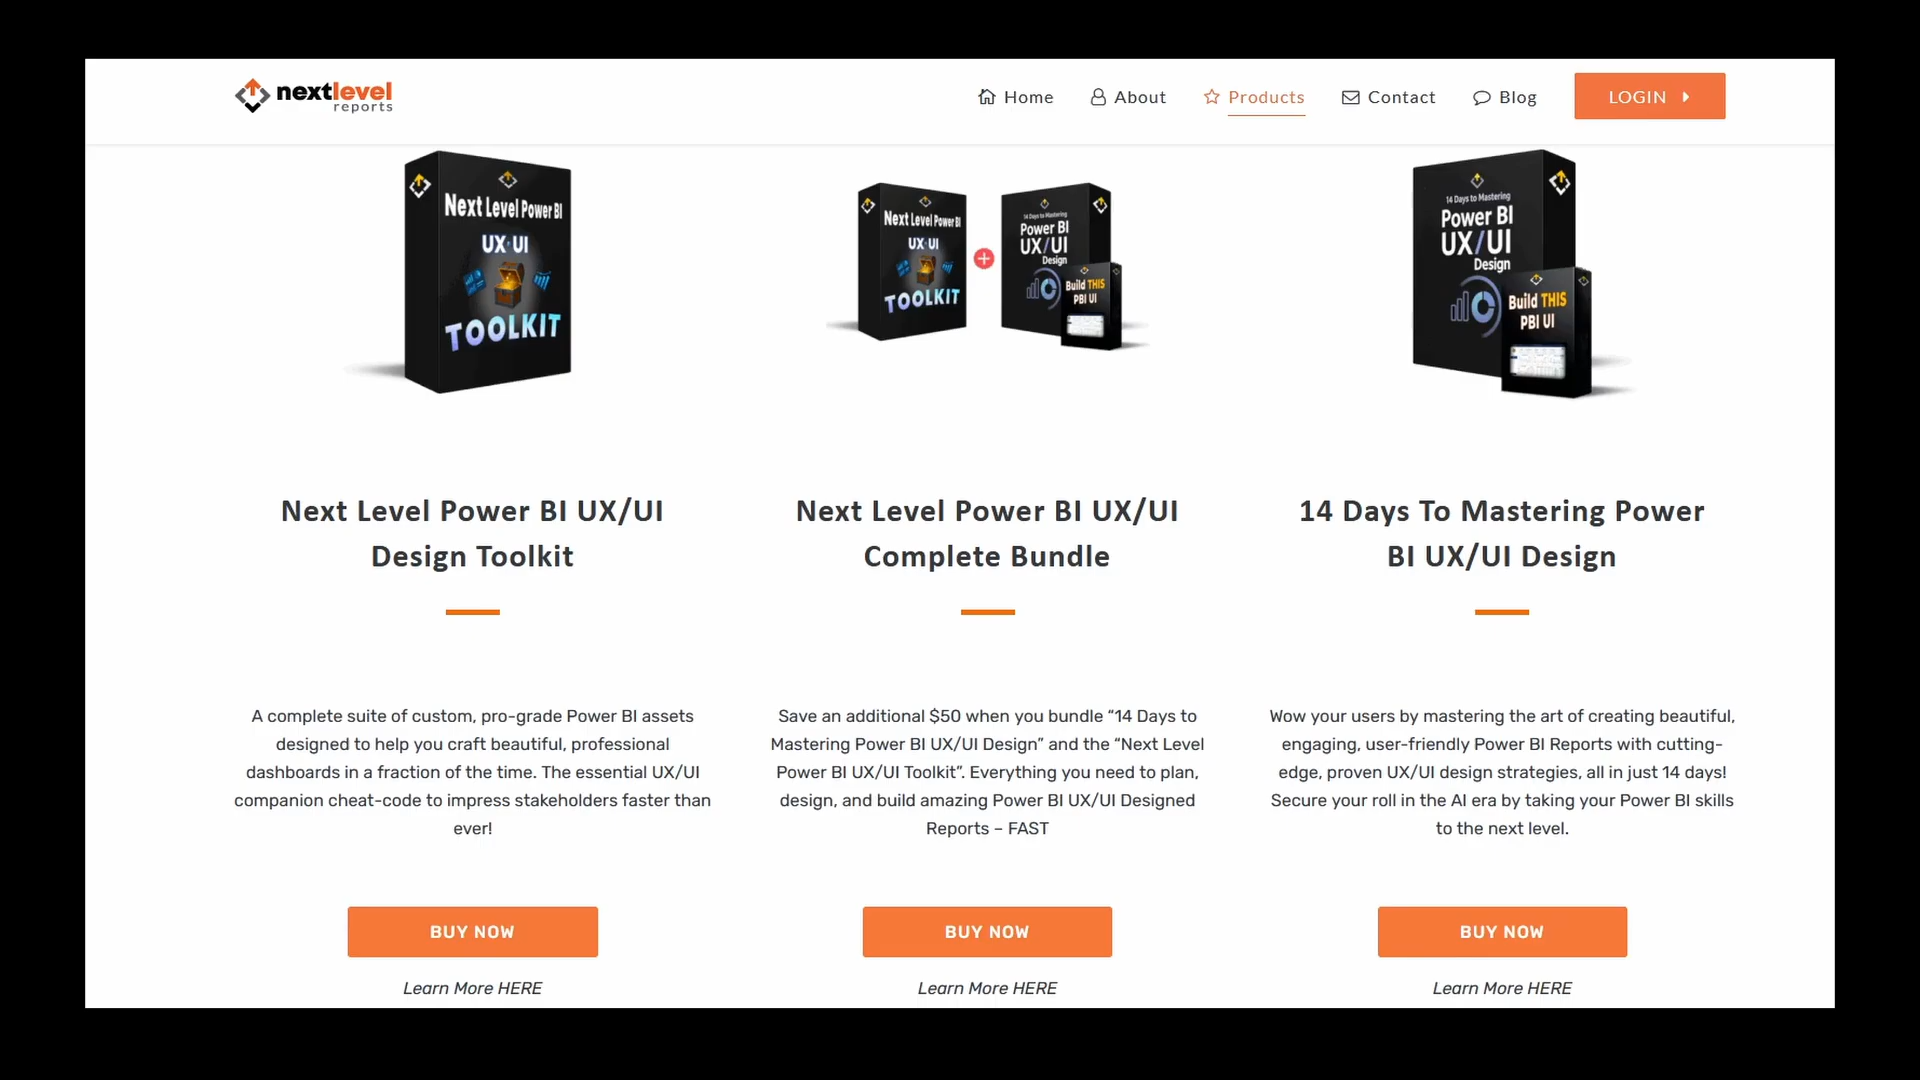 nextlevel
reports
Home
About
Products
Contact
Blog
LOGIN
Next Level Power BI
UX UI
TOOLKIT
Next Level Power BI
UX UI
TOOLKIT
14 Days to Mastering
Power BI
UX/UI
Design
Build THIS
PBI UI
14 Days to Mastering
Power BI
UX/UI
Design
Build THIS
PBI UI
Next Level Power BI UX/UI
Design Toolkit
A complete suite of custom, pro-grade Power BI assets
designed to help you craft beautiful, professional
dashboards in a fraction of the time. The essential UX/UI
companion cheat-code to impress stakeholders faster than
ever!
BUY NOW
Learn More HERE
Next Level Power BI UX/UI
Complete Bundle
Save an additional $50 when you bundle “14 Days to
Mastering Power BI UX/UI Design” and the “Next Level
Power BI UX/UI Toolkit”. Everything you need to plan,
design, and build amazing Power BI UX/UI Designed
Reports – FAST
BUY NOW
Learn More HERE
14 Days To Mastering Power
BI UX/UI Design
Wow your users by mastering the art of creating beautiful,
engaging, user-friendly Power BI Reports with cutting-
edge, proven UX/UI design strategies, all in just 14 days!
Secure your roll in the AI era by taking your Power BI skills
to the next level.
BUY NOW
Learn More HERE